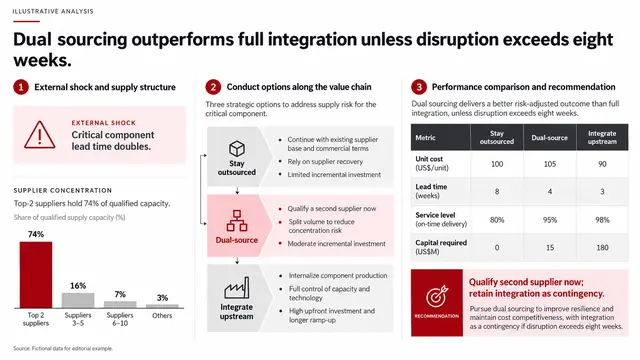 ILLUSTRATIVE ANALYSIS
Dual sourcing outperforms full integration unless disruption exceeds eight
weeks.
1 External shock and supply structure
EXTERNAL SHOCK
Critical component
lead time doubles.
SUPPLIER CONCENTRATION
Top-2 suppliers hold 74% of qualified capacity.
Share of qualified supply capacity (%)
74%
16%
7%
3%
Top 2
suppliers
Suppliers
3–5
Suppliers
6–10
Others
2 Conduct options along the value chain
Three strategic options to address supply risk for the
critical component.
Stay
outsourced
• Continue with existing supplier
base and commercial terms
• Rely on supplier recovery
• Limited incremental investment
Dual-source
• Qualify a second supplier now
• Split volume to reduce
concentration risk
• Moderate incremental investment
Integrate
upstream
• Internalize component production
• Full control of capacity and
technology
• High upfront investment and
longer ramp-up
3 Performance comparison and recommendation
Dual sourcing delivers a better risk-adjusted outcome than full
integration, unless disruption exceeds eight weeks.
Metric Stay outsourced Dual-source Integrate upstream
Unit cost (US$/unit) 100 105 90
Lead time (weeks) 8 4 3
Service level (on-time delivery) 80% 95% 98%
Capital required (US$M) 0 15 180
RECOMMENDATION
Qualify second supplier now;
retain integration as contingency.
Pursue dual sourcing to improve resilience and
maintain cost competitiveness, with integration
as a contingency if disruption exceeds eight weeks.
Source: Fictional data for editorial example.